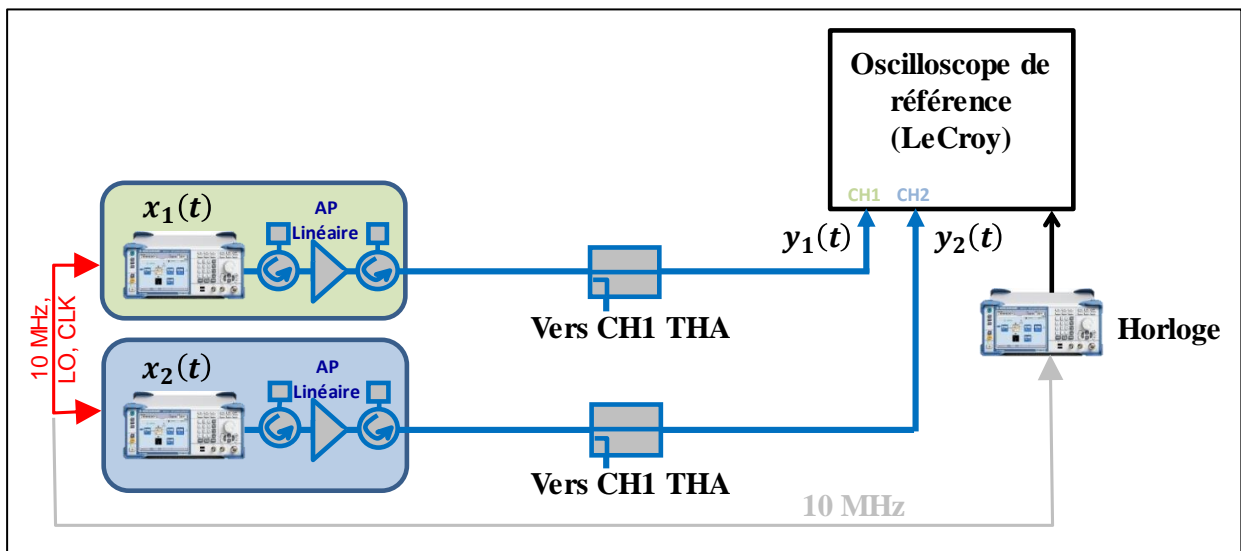 Oscilloscope de
référence
(LeCroy)
CH1 CH2
x₁(t)
AP
Linéaire
y₁(t)
y₂(t)
Vers CH1 THA
10 MHz,
LO, CLK
Horloge
x₂(t)
AP
Linéaire
Vers CH1 THA
10 MHz